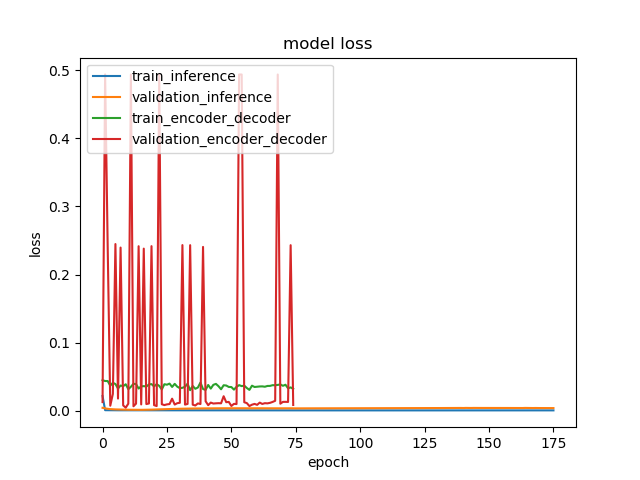 model loss
train_inference
validation_inference
train_encoder_decoder
validation_encoder_decoder
loss
0.5
0.4
0.3
0.2
0.1
0.0
0 25 50 75 100 125 150 175
epoch